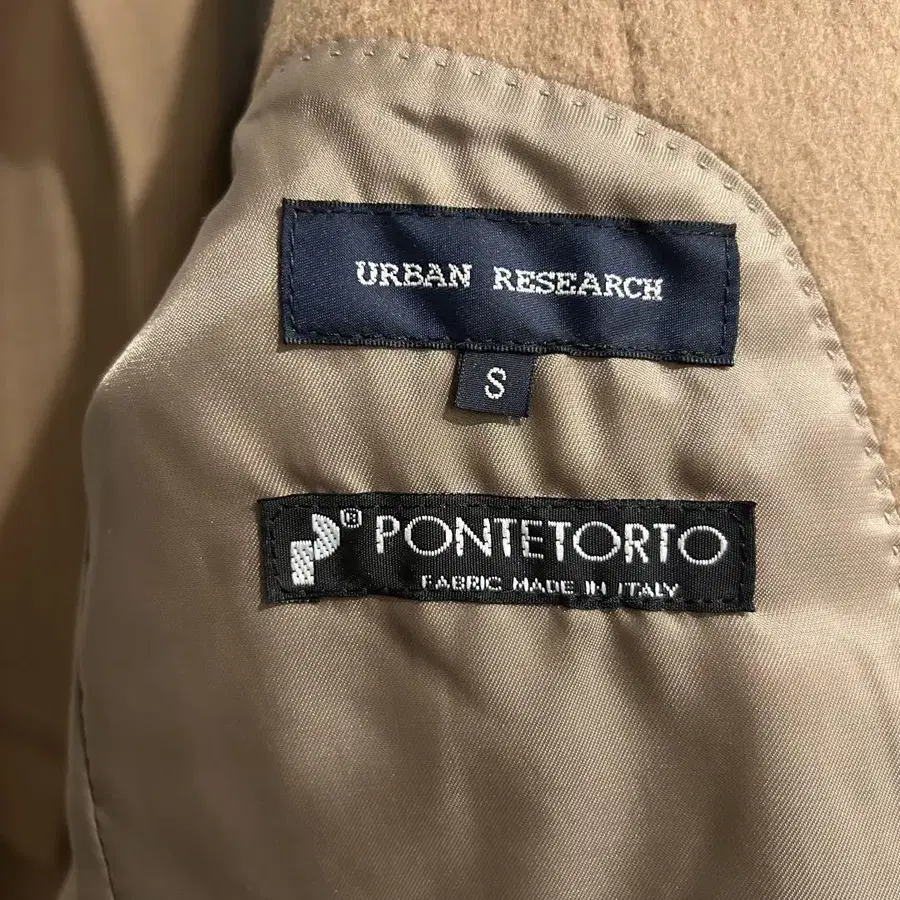 URBAN RESEARCH
S
® PONTETORTO
FABRIC MADE IN ITALY